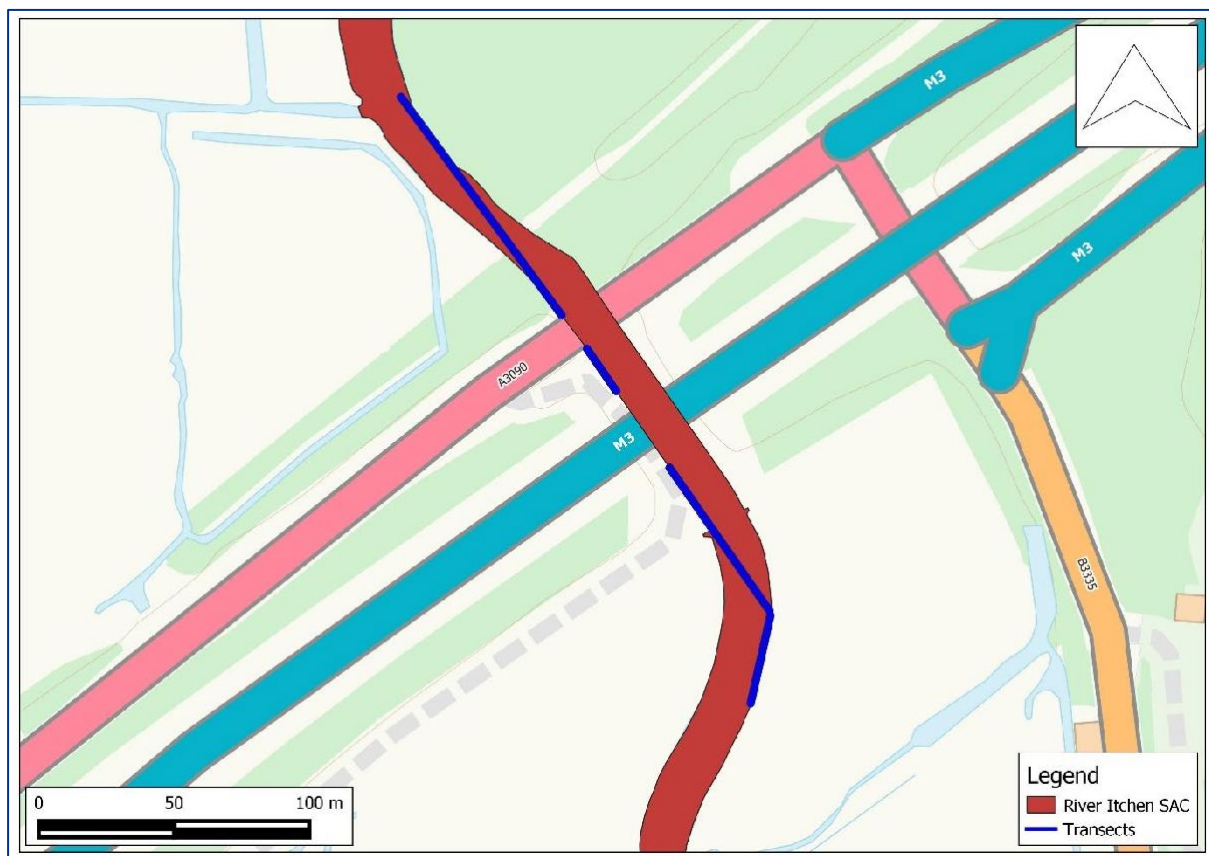 M3
M3
A3090
M3
B3335
0 50 100 m
Legend
River Itchen SAC
Transects